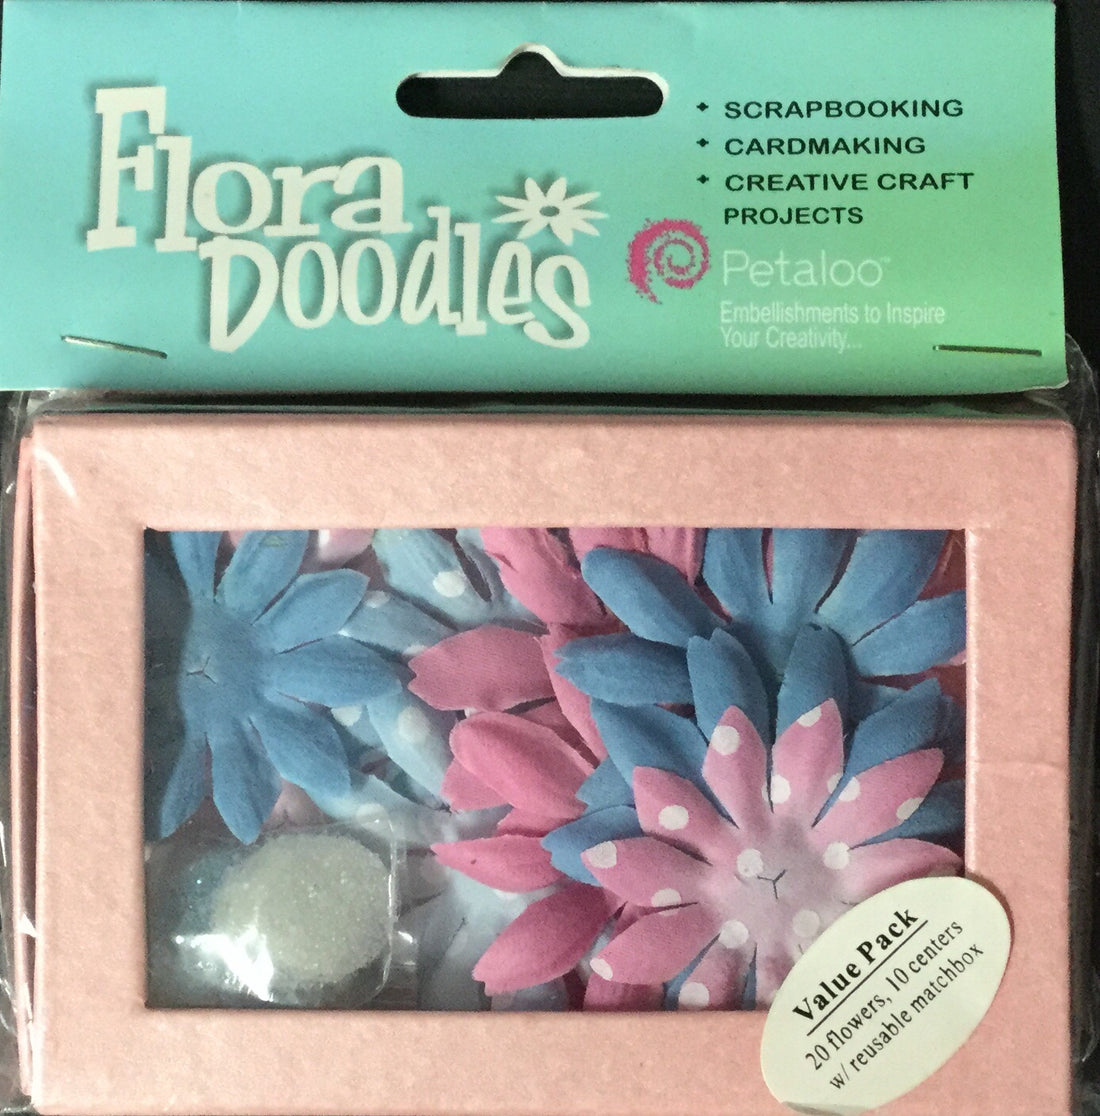 Flora
Doodles
SCRAPBOOKING
CARDMAKING
CREATIVE CRAFT
PROJECTS
Petaloo™
Embellishments to Inspire
Your Creativity...
Value Pack
20 flowers, 10 centers
w/ reusable matchbox